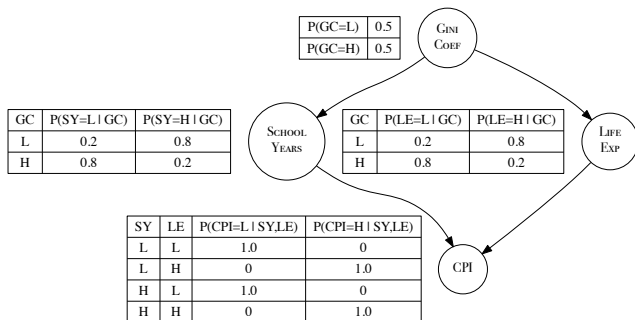 P(GC=L) 0.5
P(GC=H) 0.5
GINI
COEF
GC P(SY=L | GC) P(SY=H | GC)
L 0.2 0.8
H 0.8 0.2
SCHOOL
YEARS
GC P(LE=L | GC) P(LE=H | GC)
L 0.2 0.8
H 0.8 0.2
LIFE
EXP
SY LE P(CPI=L | SY,LE) P(CPI=H | SY,LE)
L L 1.0 0
L H 0 1.0
H L 1.0 0
H H 0 1.0
CPI